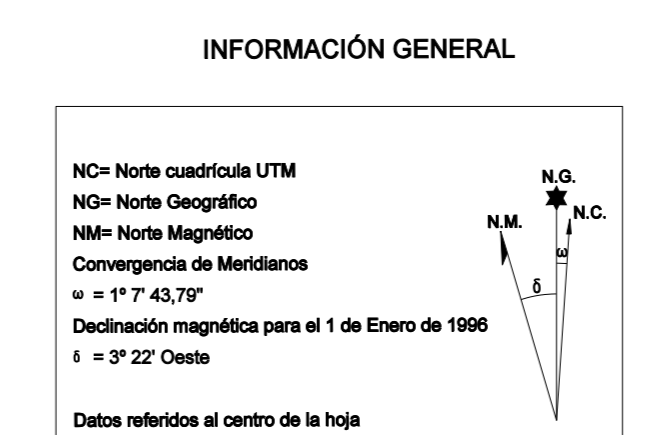 INFORMACIÓN GENERAL
NC= Norte cuadrícula UTM
NG= Norte Geográfico
NM= Norte Magnético
Convergencia de Meridianos
ω = 1º 7' 43,79"
Declinación magnética para el 1 de Enero de 1996
δ = 3º 22' Oeste
Datos referidos al centro de la hoja
N.G.
N.M.
N.C.
ω
δ